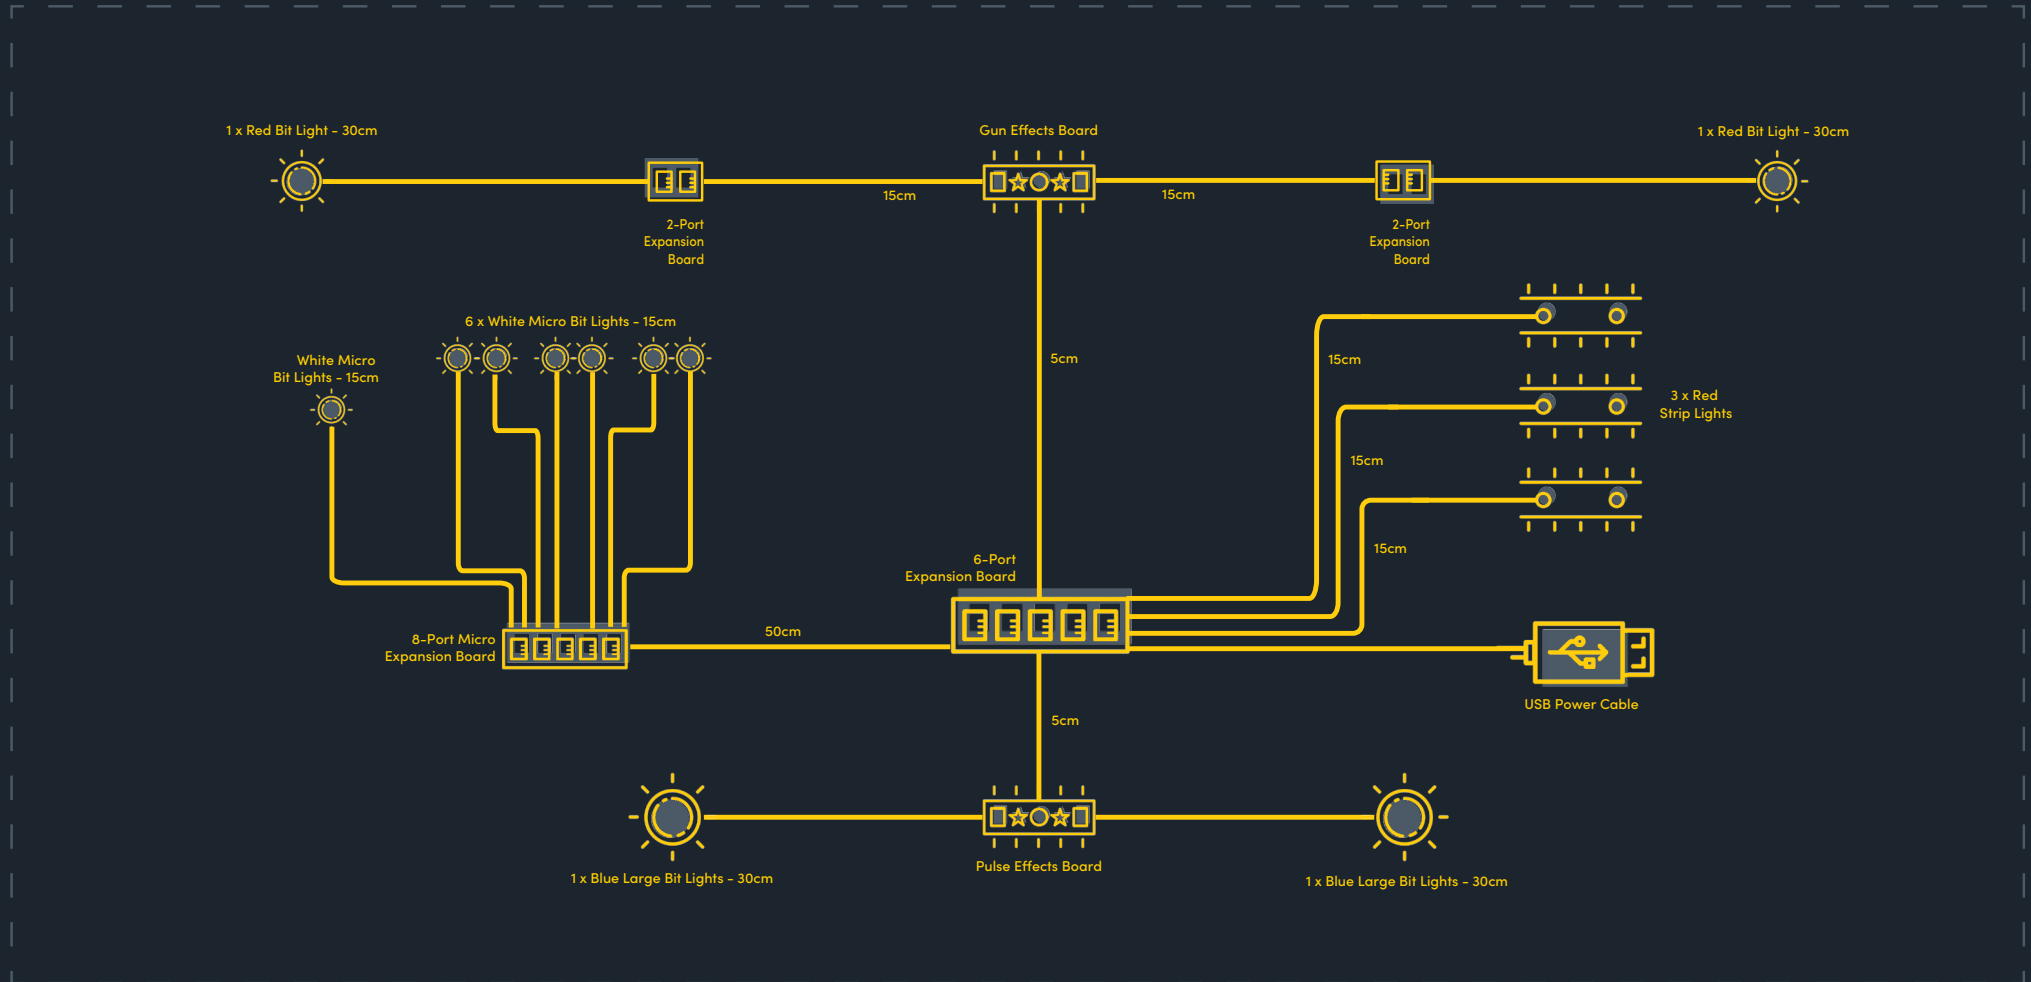 1 x Red Bit Light - 30cm
Gun Effects Board
1 x Red Bit Light - 30cm
15cm
15cm
2-Port
Expansion
Board
2-Port
Expansion
Board
6 x White Micro Bit Lights - 15cm
White Micro
Bit Lights - 15cm
5cm
15cm
3 x Red
Strip Lights
15cm
15cm
6-Port
Expansion Board
8-Port Micro
Expansion Board
50cm
USB Power Cable
5cm
Pulse Effects Board
1 x Blue Large Bit Lights - 30cm
1 x Blue Large Bit Lights - 30cm